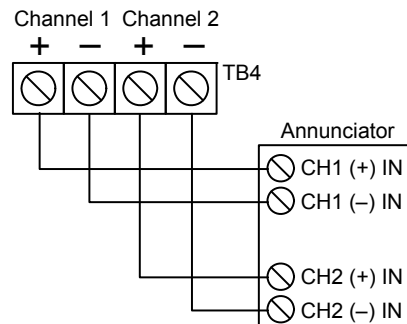 Channel 1 Channel 2
+ – + –
TB4
Annunciator
CH1 (+) IN
CH1 (–) IN
CH2 (+) IN
CH2 (–) IN